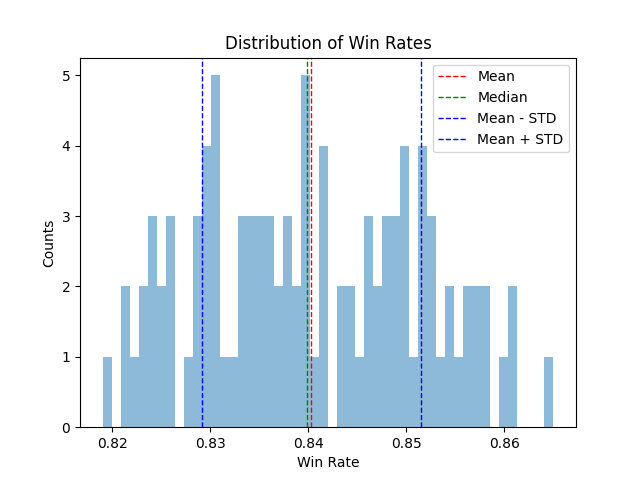 Distribution of Win Rates
Mean
Median
Mean - STD
Mean + STD
5
4
3
2
1
0
Counts
0.82 0.83 0.84 0.85 0.86
Win Rate